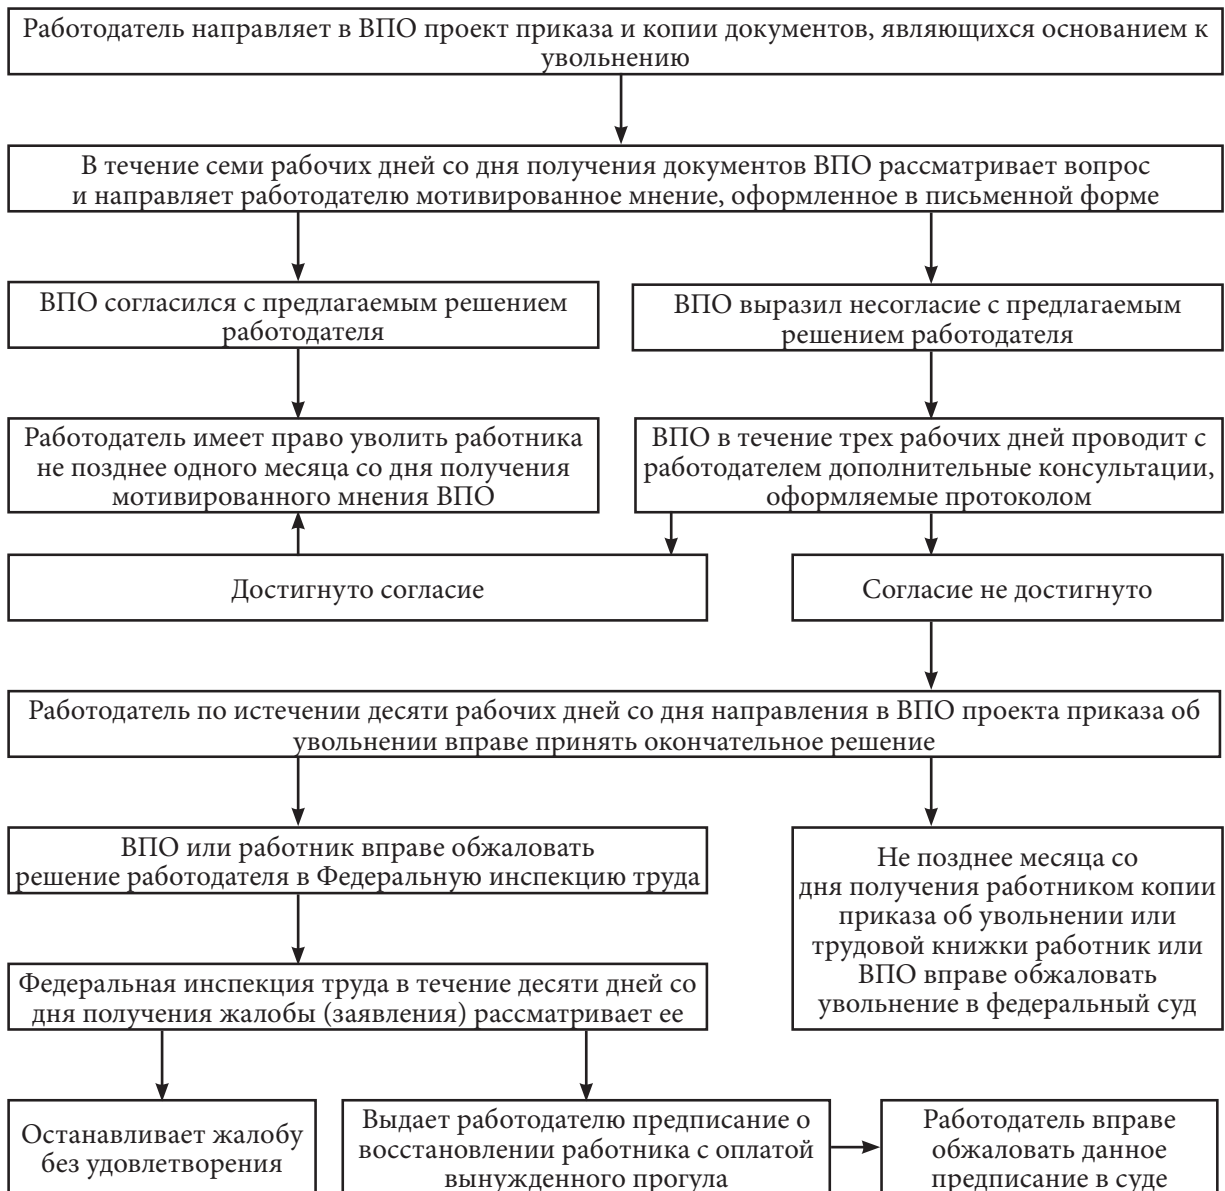 Работодатель направляет в ВПО проект приказа и копии документов, являющихся основанием к
увольнению
В течение семи рабочих дней со дня получения документов ВПО рассматривает вопрос
и направляет работодателю мотивированное мнение, оформленное в письменной форме
ВПО согласился с предлагаемым решением
работодателя
ВПО выразил несогласие с предлагаемым
решением работодателя
Работодатель имеет право уволить работника
не позднее одного месяца со дня получения
мотивированного мнения ВПО
ВПО в течение трех рабочих дней проводит с
работодателем дополнительные консультации,
оформляемые протоколом
Достигнуто согласие
Согласие не достигнуто
Работодатель по истечении десяти рабочих дней со дня направления в ВПО проекта приказа об
увольнении вправе принять окончательное решение
ВПО или работник вправе обжаловать
решение работодателя в Федеральную инспекцию труда
Не позднее месяца со
дня получения работником копии
приказа об увольнении или
трудовой книжки работник или
ВПО вправе обжаловать
увольнение в федеральный суд
Федеральная инспекция труда в течение десяти дней со
дня получения жалобы (заявления) рассматривает ее
Останавливает жалобу
без удовлетворения
Выдает работодателю предписание о
восстановлении работника с оплатой
вынужденного прогула
Работодатель вправе
обжаловать данное
предписание в суде